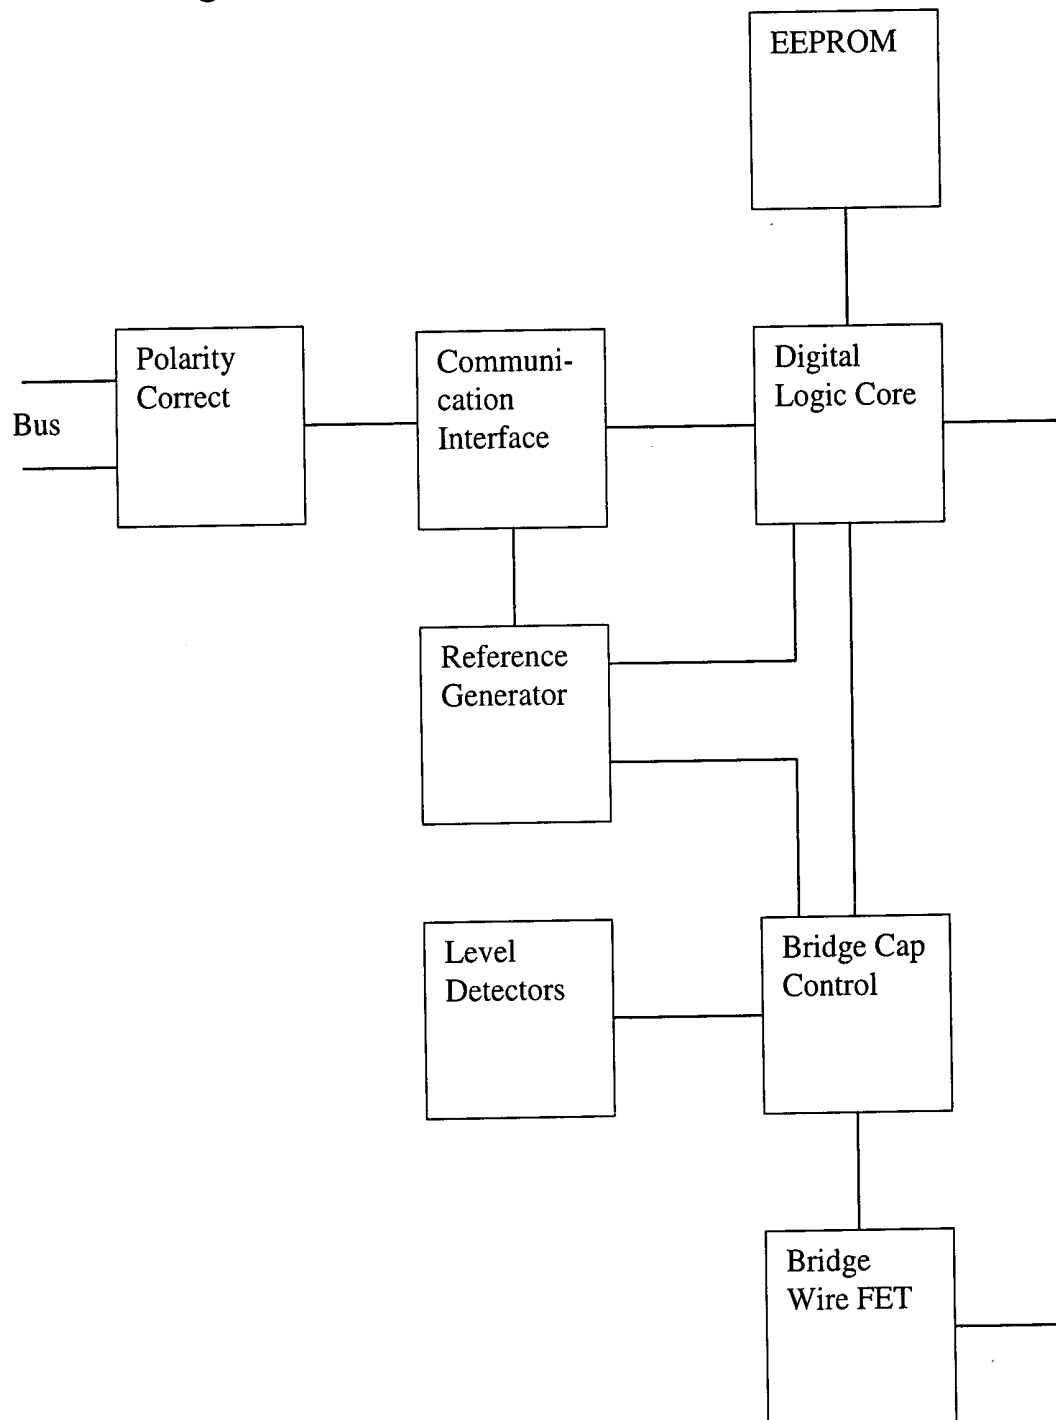 EEPROM
Polarity
Correct
Communi-
cation
Interface
Digital
Logic Core
Bus
Reference
Generator
Level
Detectors
Bridge Cap
Control
Bridge
Wire FET